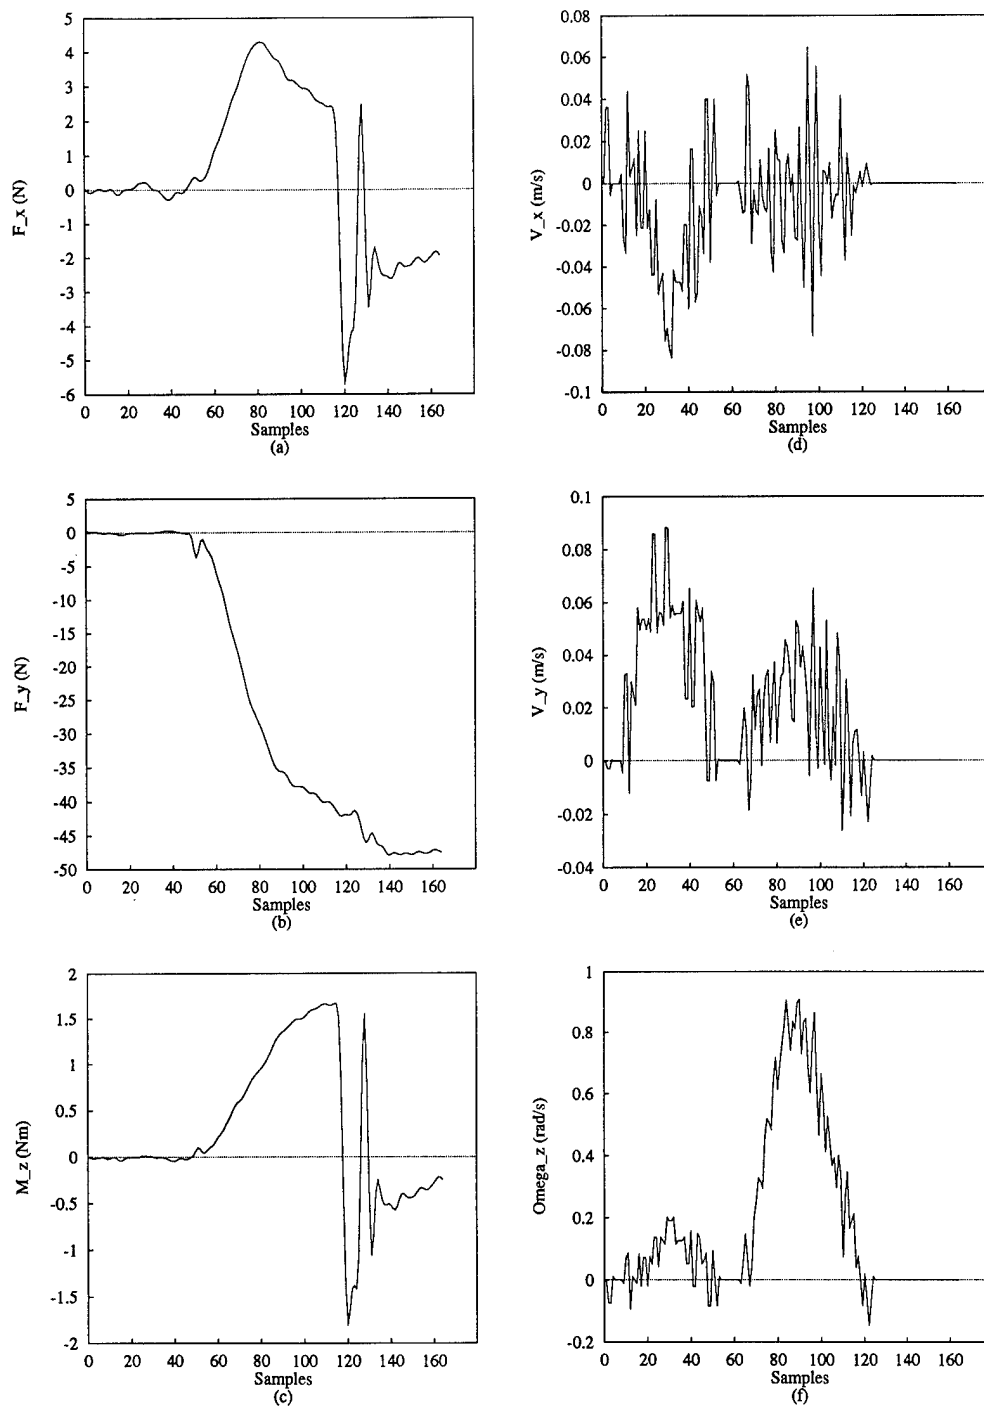 5
4
3
2
1
0
-1
-2
-3
-4
-5
-6
F_x (N)
0 20 40 60 80 100 120 140 160
Samples
(a)
0.08
0.06
0.04
0.02
0
-0.02
-0.04
-0.06
-0.08
-0.1
V_x (m/s)
0 20 40 60 80 100 120 140 160
Samples
(d)
5
0
-5
-10
-15
-20
-25
-30
-35
-40
-45
-50
F_y (N)
0 20 40 60 80 100 120 140 160
Samples
(b)
0.1
0.08
0.06
0.04
0.02
0
-0.02
-0.04
V_y (m/s)
0 20 40 60 80 100 120 140 160
Samples
(e)
2
1.5
1
0.5
0
-0.5
-1
-1.5
-2
M_z (Nm)
0 20 40 60 80 100 120 140 160
Samples
(c)
1
0.8
0.6
0.4
0.2
0
-0.2
Omega_z (rad/s)
0 20 40 60 80 100 120 140 160
Samples
(f)